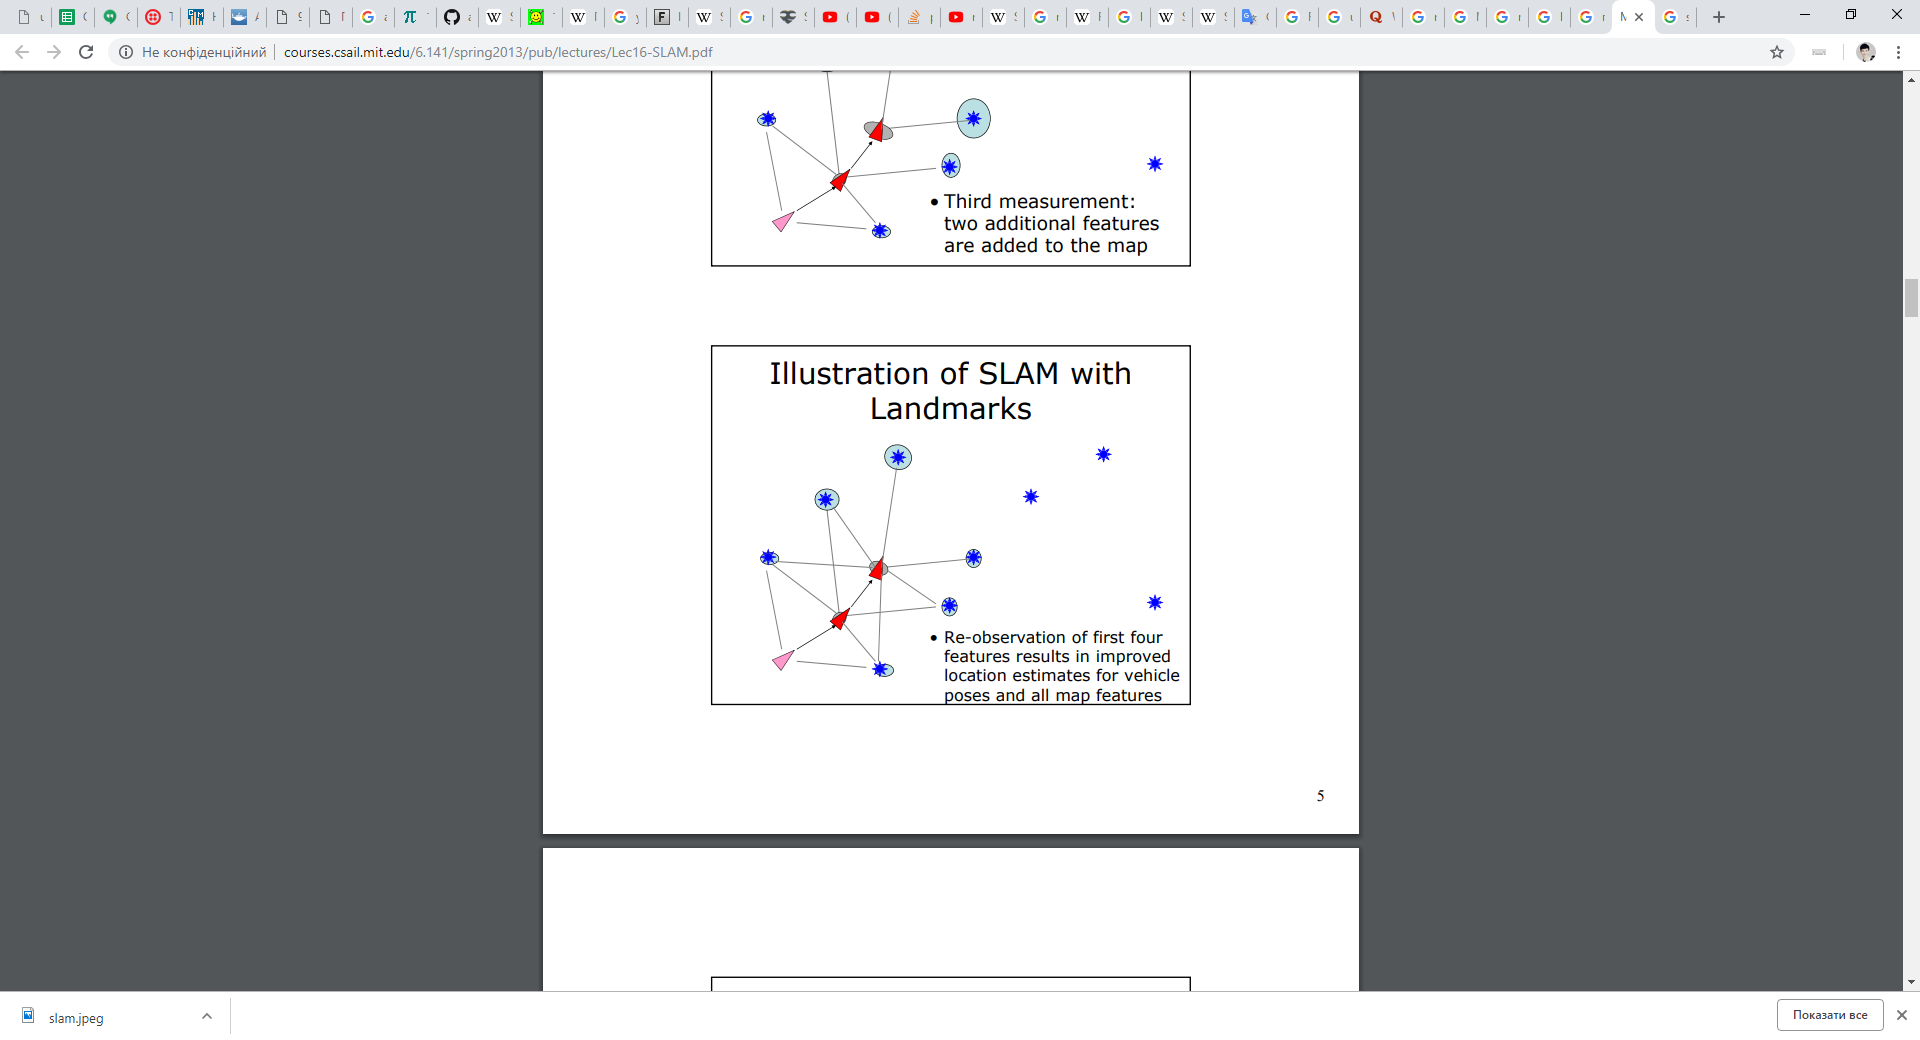 Не конфіденційний
courses.csail.mit.edu/6.141/spring2013/pub/lectures/Lec16-SLAM.pdf
• Third measurement:
two additional features
are added to the map
Illustration of SLAM with
Landmarks
• Re-observation of first four
features results in improved
location estimates for vehicle
poses and all map features
5
slam.jpeg
Показати все